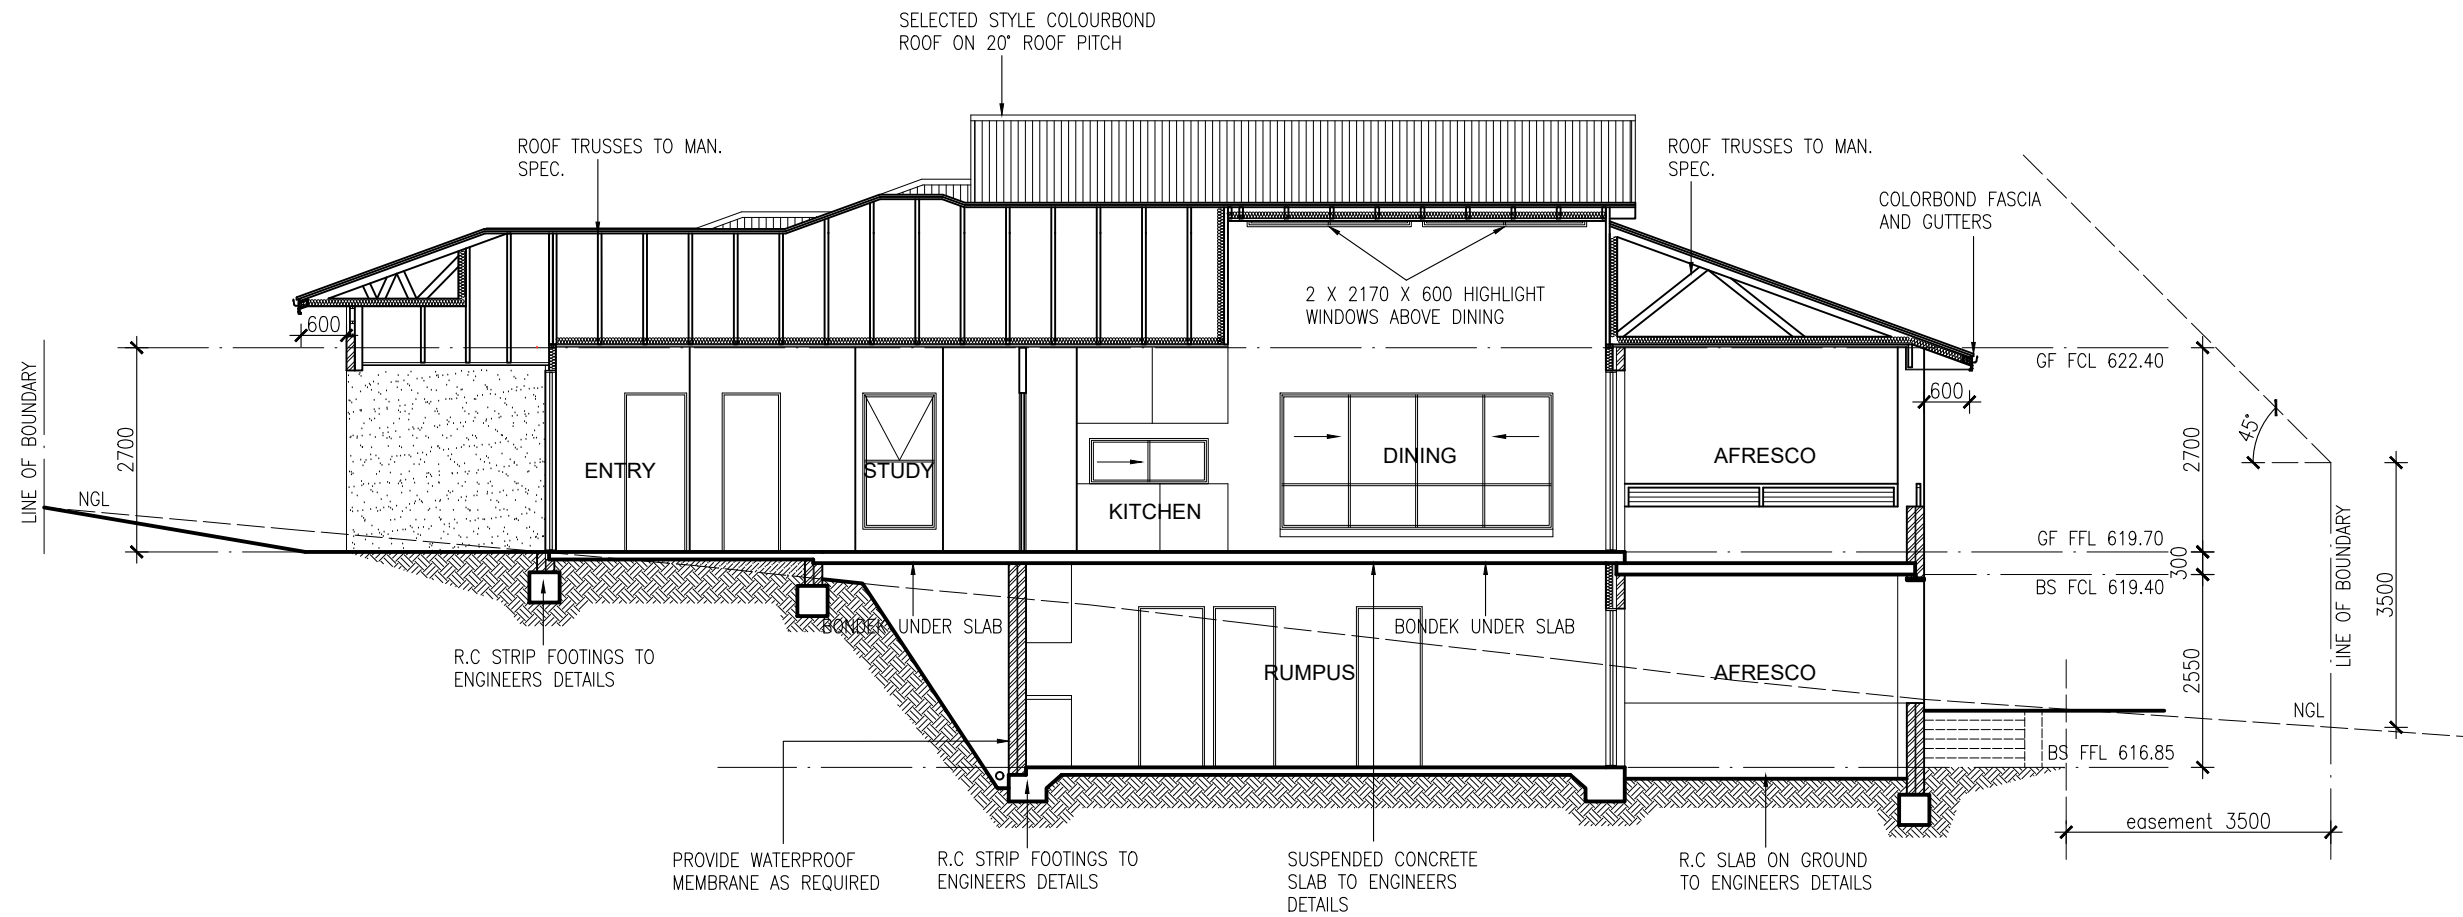 SELECTED STYLE COLOURBOND
ROOF ON 20° ROOF PITCH
ROOF TRUSSES TO MAN.
SPEC.
ROOF TRUSSES TO MAN.
SPEC.
COLORBOND FASCIA
AND GUTTERS
2 X 2170 X 600 HIGHLIGHT
WINDOWS ABOVE DINING
600
GF FCL 622.40
600
LINE OF BOUNDARY
2700
NGL
ENTRY
STUDY
KITCHEN
DINING
AFRESCO
2700
45°
GF FFL 619.70
300
BS FCL 619.40
3500
LINE OF BOUNDARY
BONDEK UNDER SLAB
BONDEK UNDER SLAB
R.C STRIP FOOTINGS TO
ENGINEERS DETAILS
RUMPUS
AFRESCO
2550
NGL
BS FFL 616.85
easement 3500
PROVIDE WATERPROOF
MEMBRANE AS REQUIRED
R.C STRIP FOOTINGS TO
ENGINEERS DETAILS
SUSPENDED CONCRETE
SLAB TO ENGINEERS
DETAILS
R.C SLAB ON GROUND
TO ENGINEERS DETAILS